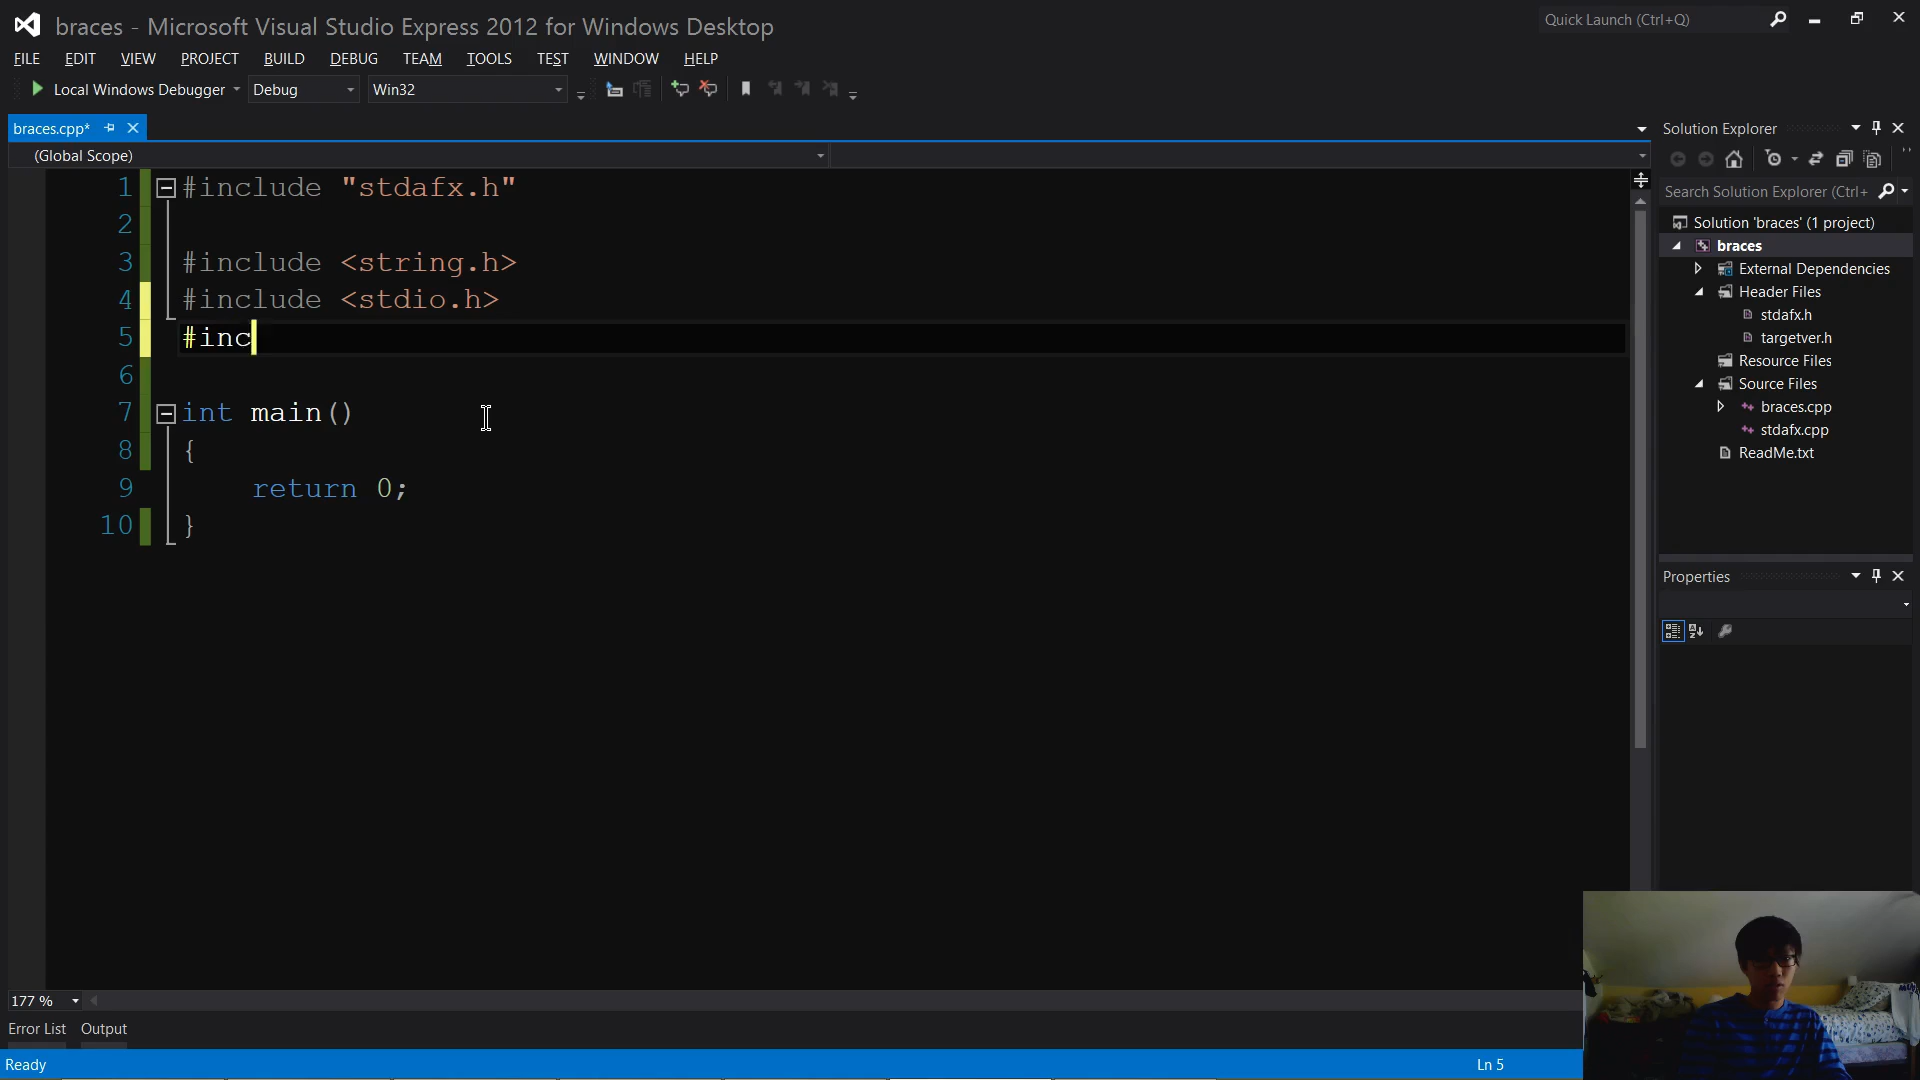 braces - Microsoft Visual Studio Express 2012 for Windows Desktop
Quick Launch (Ctrl+Q)
FILE EDIT VIEW PROJECT BUILD DEBUG TEAM TOOLS TEST WINDOW HELP
Local Windows Debugger Debug Win32
braces.cpp*
(Global Scope)
1 #include "stdafx.h"
2
3 #include <string.h>
4 #include <stdio.h>
5 #inc
6
7 int main()
8 {
9 return 0;
10 }
Solution Explorer
Search Solution Explorer (Ctrl+
Solution 'braces' (1 project)
braces
External Dependencies
Header Files
stdafx.h
targetver.h
Resource Files
Source Files
braces.cpp
stdafx.cpp
ReadMe.txt
Properties
177 %
Error List Output
Ready
Ln 5